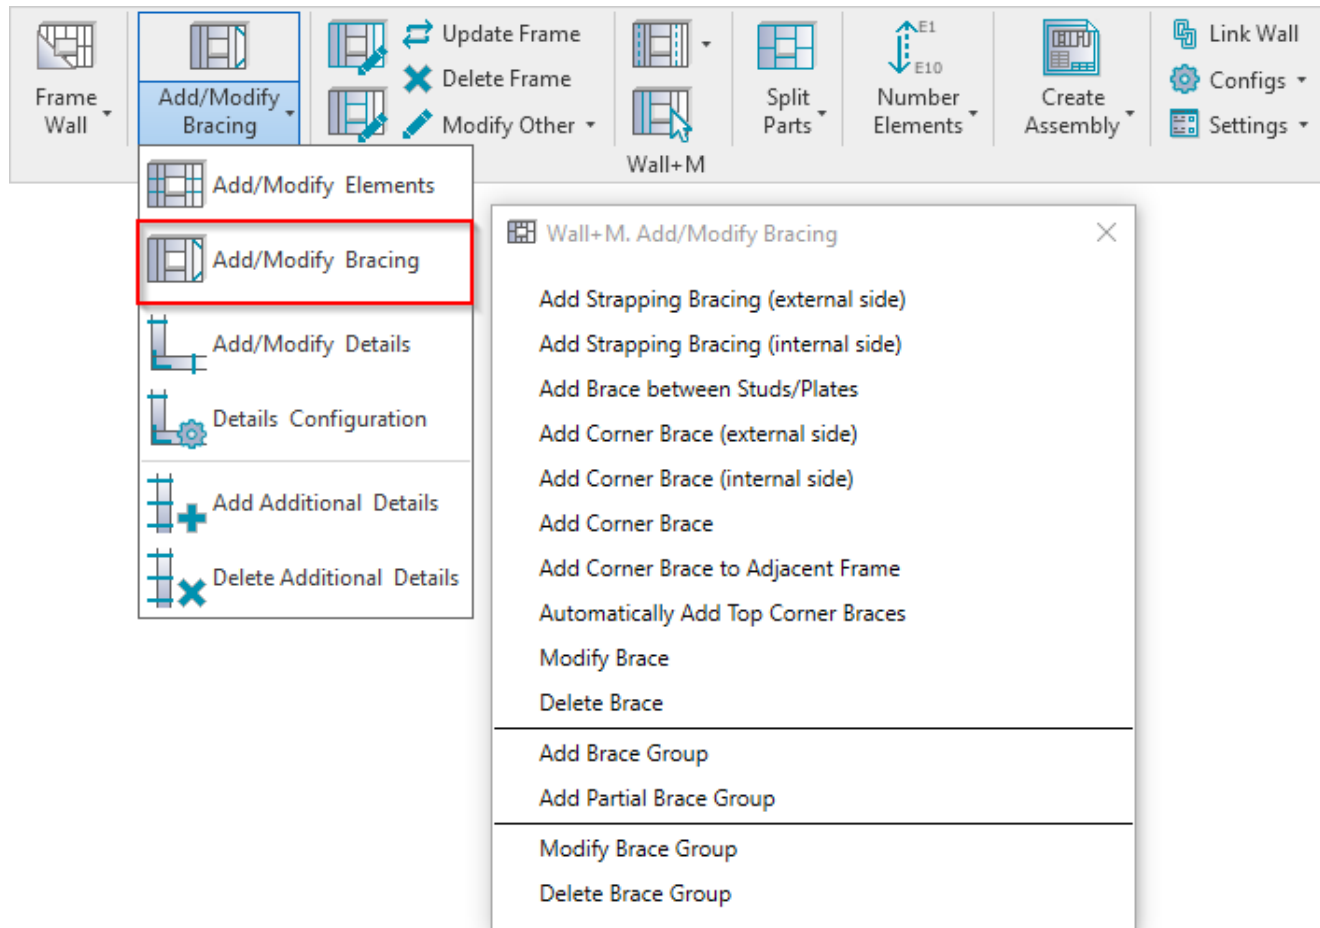 Frame
Wall
Add/Modify
Bracing
Update Frame
Delete Frame
Modify Other
Split
Parts
E1
E10
Number
Elements
Create
Assembly
Link Wall
Configs
Settings
Wall+M
Add/Modify Elements
Add/Modify Bracing
Add/Modify Details
Details Configuration
Add Additional Details
Delete Additional Details
Wall+M. Add/Modify Bracing
Add Strapping Bracing (external side)
Add Strapping Bracing (internal side)
Add Brace between Studs/Plates
Add Corner Brace (external side)
Add Corner Brace (internal side)
Add Corner Brace
Add Corner Brace to Adjacent Frame
Automatically Add Top Corner Braces
Modify Brace
Delete Brace
Add Brace Group
Add Partial Brace Group
Modify Brace Group
Delete Brace Group